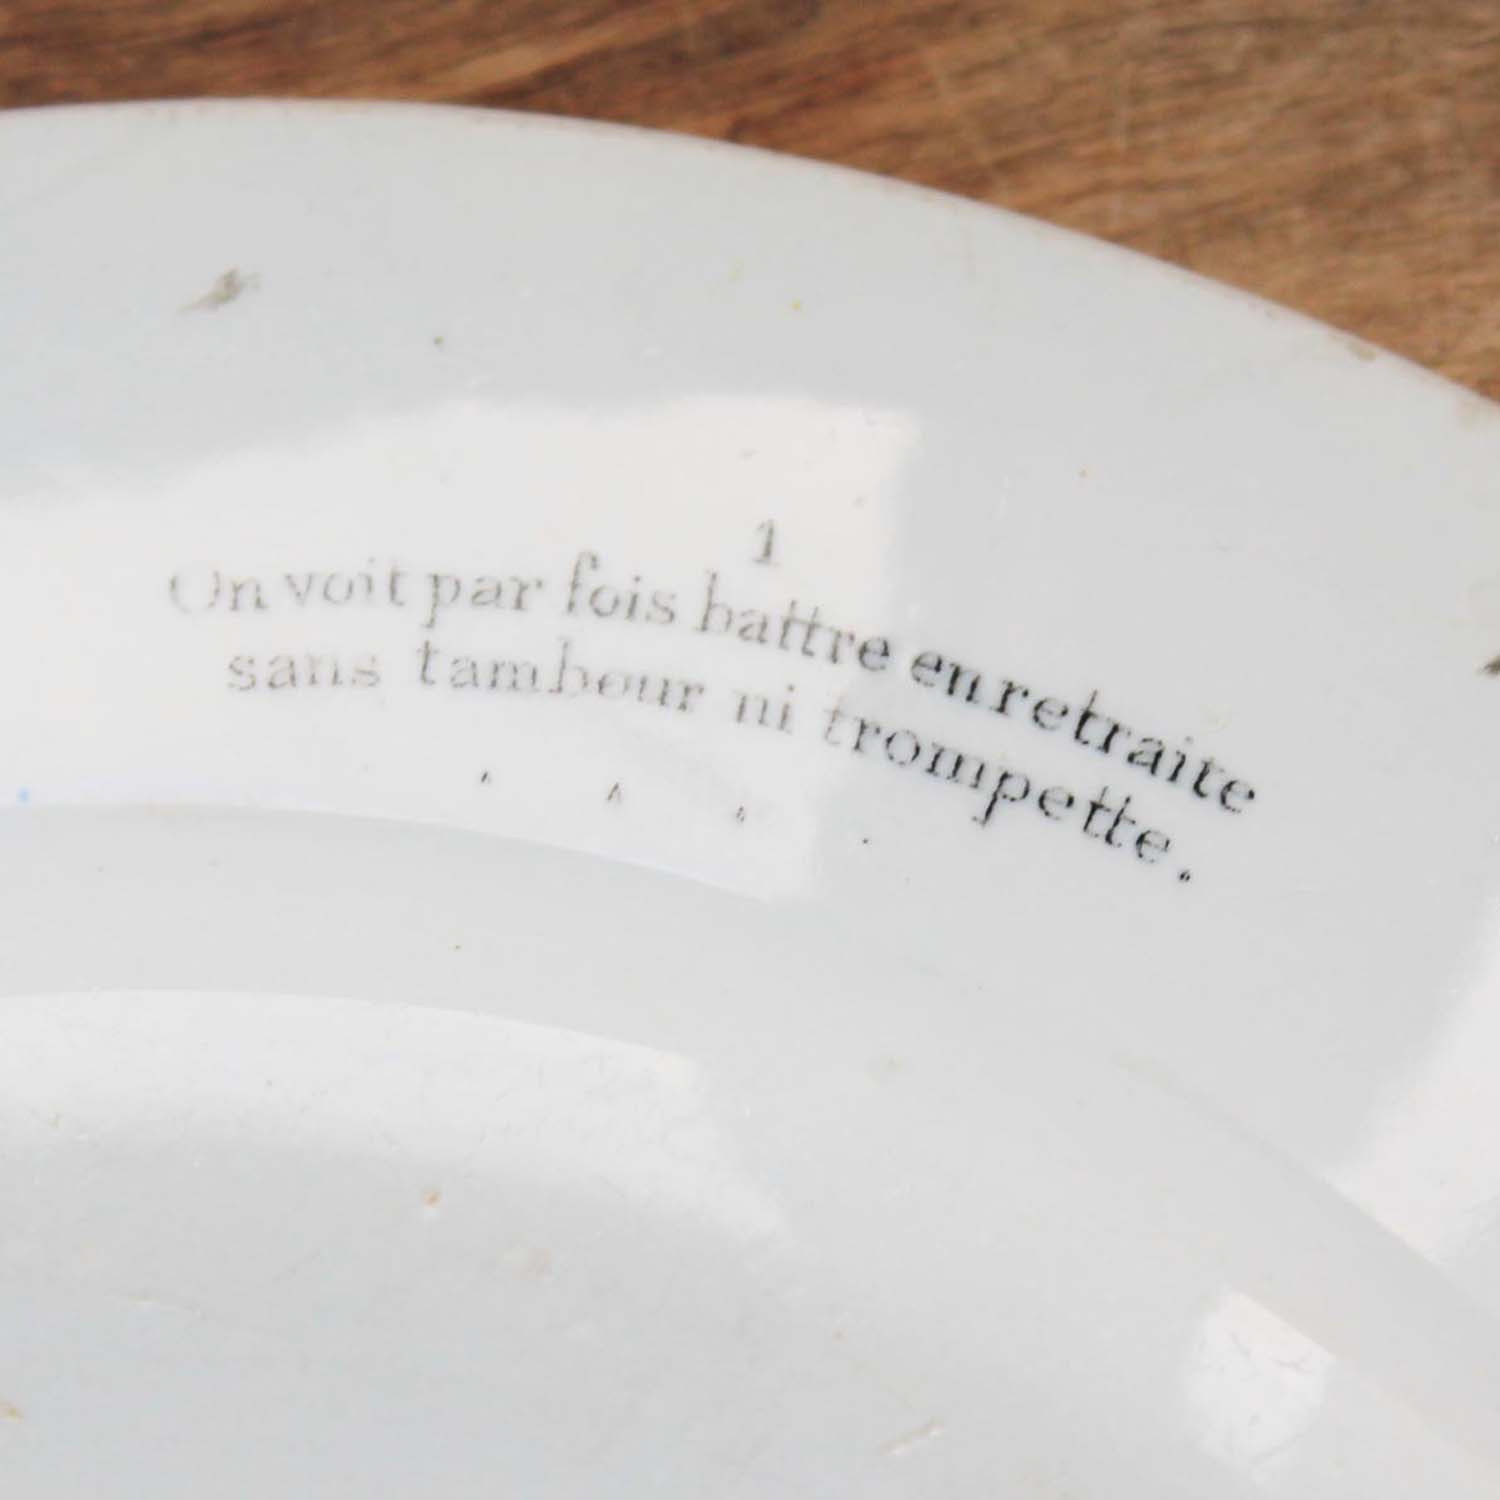 1
On voit par fois battre en retraite
sans tambour ni trompette.